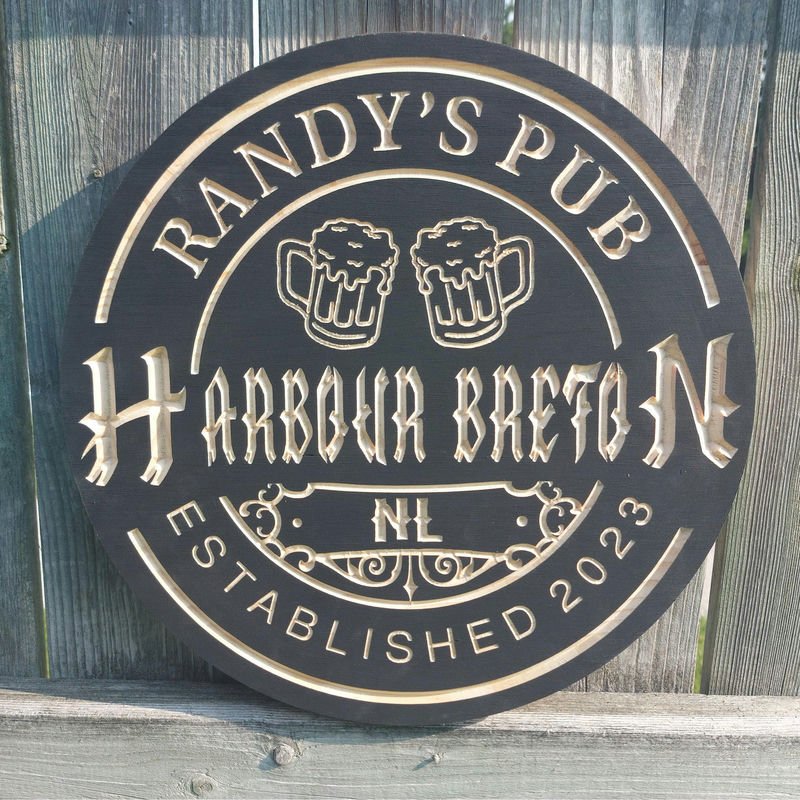 RANDY'S PUB
HARBOUR BRETON
NL
ESTABLISHED 2023